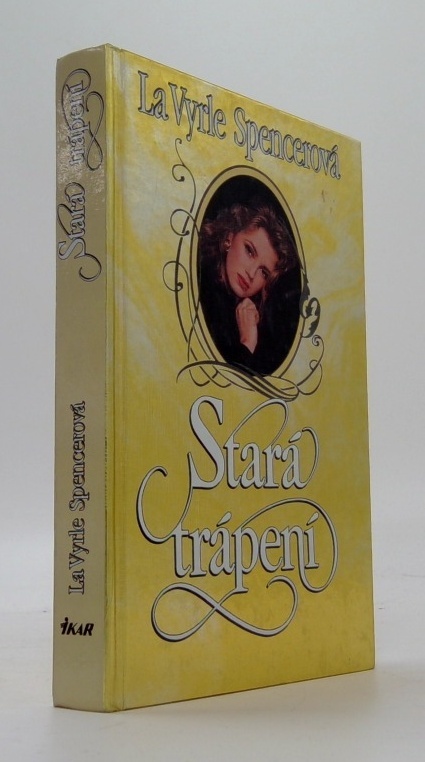 La Vyrle Spencerová
Stará
trápení
Stará trápení
La Vyrle Spencerová
IKAR